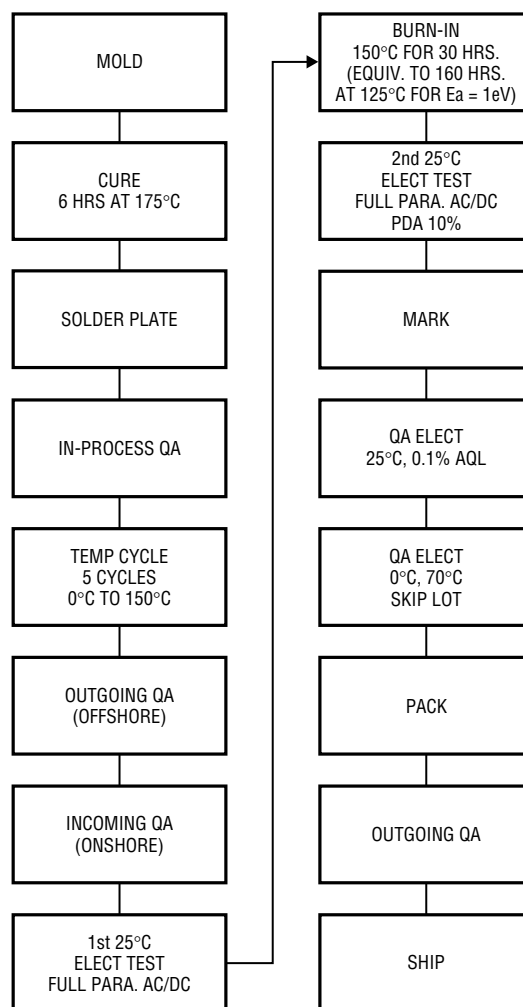 MOLD
CURE
6 HRS AT 175°C
SOLDER PLATE
IN-PROCESS QA
TEMP CYCLE
5 CYCLES
0°C TO 150°C
OUTGOING QA
(OFFSHORE)
INCOMING QA
(ONSHORE)
1st 25°C
ELECT TEST
FULL PARA. AC/DC
BURN-IN
150°C FOR 30 HRS.
(EQUIV. TO 160 HRS.
AT 125°C FOR Ea = 1eV)
2nd 25°C
ELECT TEST
FULL PARA. AC/DC
PDA 10%
MARK
QA ELECT
25°C, 0.1% AQL
QA ELECT
0°C, 70°C
SKIP LOT
PACK
OUTGOING QA
SHIP